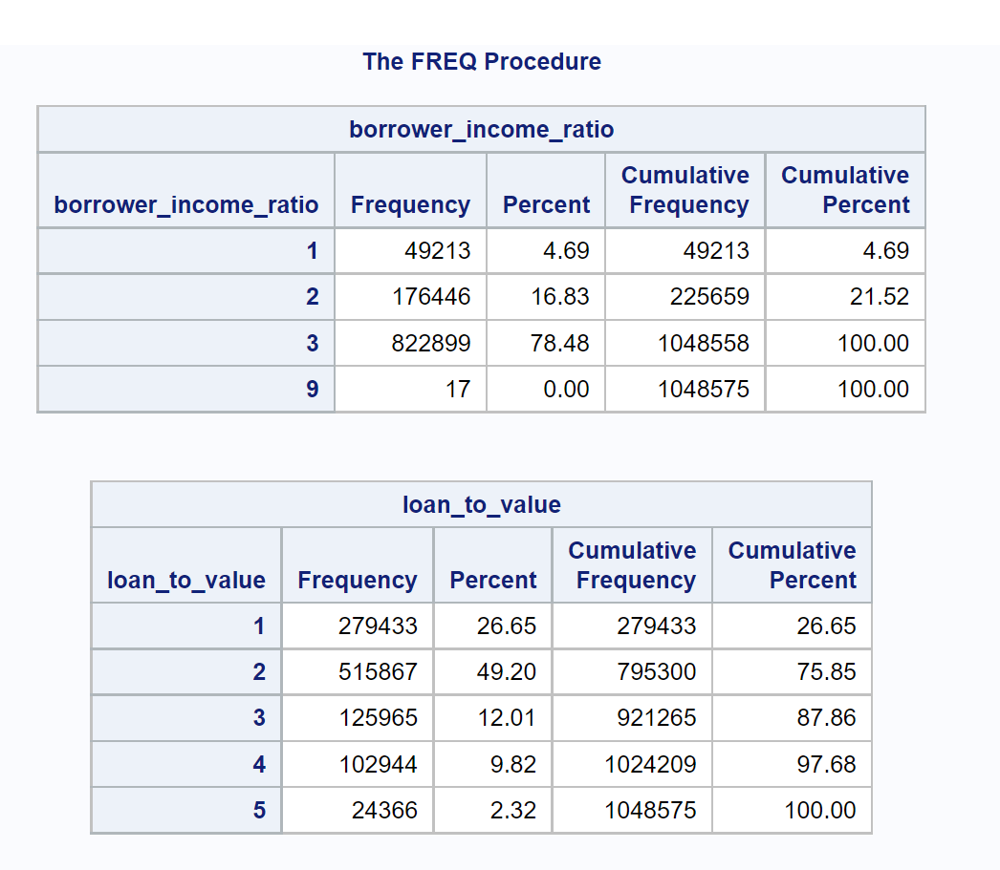 The FREQ Procedure
borrower_income_ratio
borrower_income_ratio Frequency Percent Cumulative Frequency Cumulative Percent
1 49213 4.69 49213 4.69
2 176446 16.83 225659 21.52
3 822899 78.48 1048558 100.00
9 17 0.00 1048575 100.00
loan_to_value
loan_to_value Frequency Percent Cumulative Frequency Cumulative Percent
1 279433 26.65 279433 26.65
2 515867 49.20 795300 75.85
3 125965 12.01 921265 87.86
4 102944 9.82 1024209 97.68
5 24366 2.32 1048575 100.00